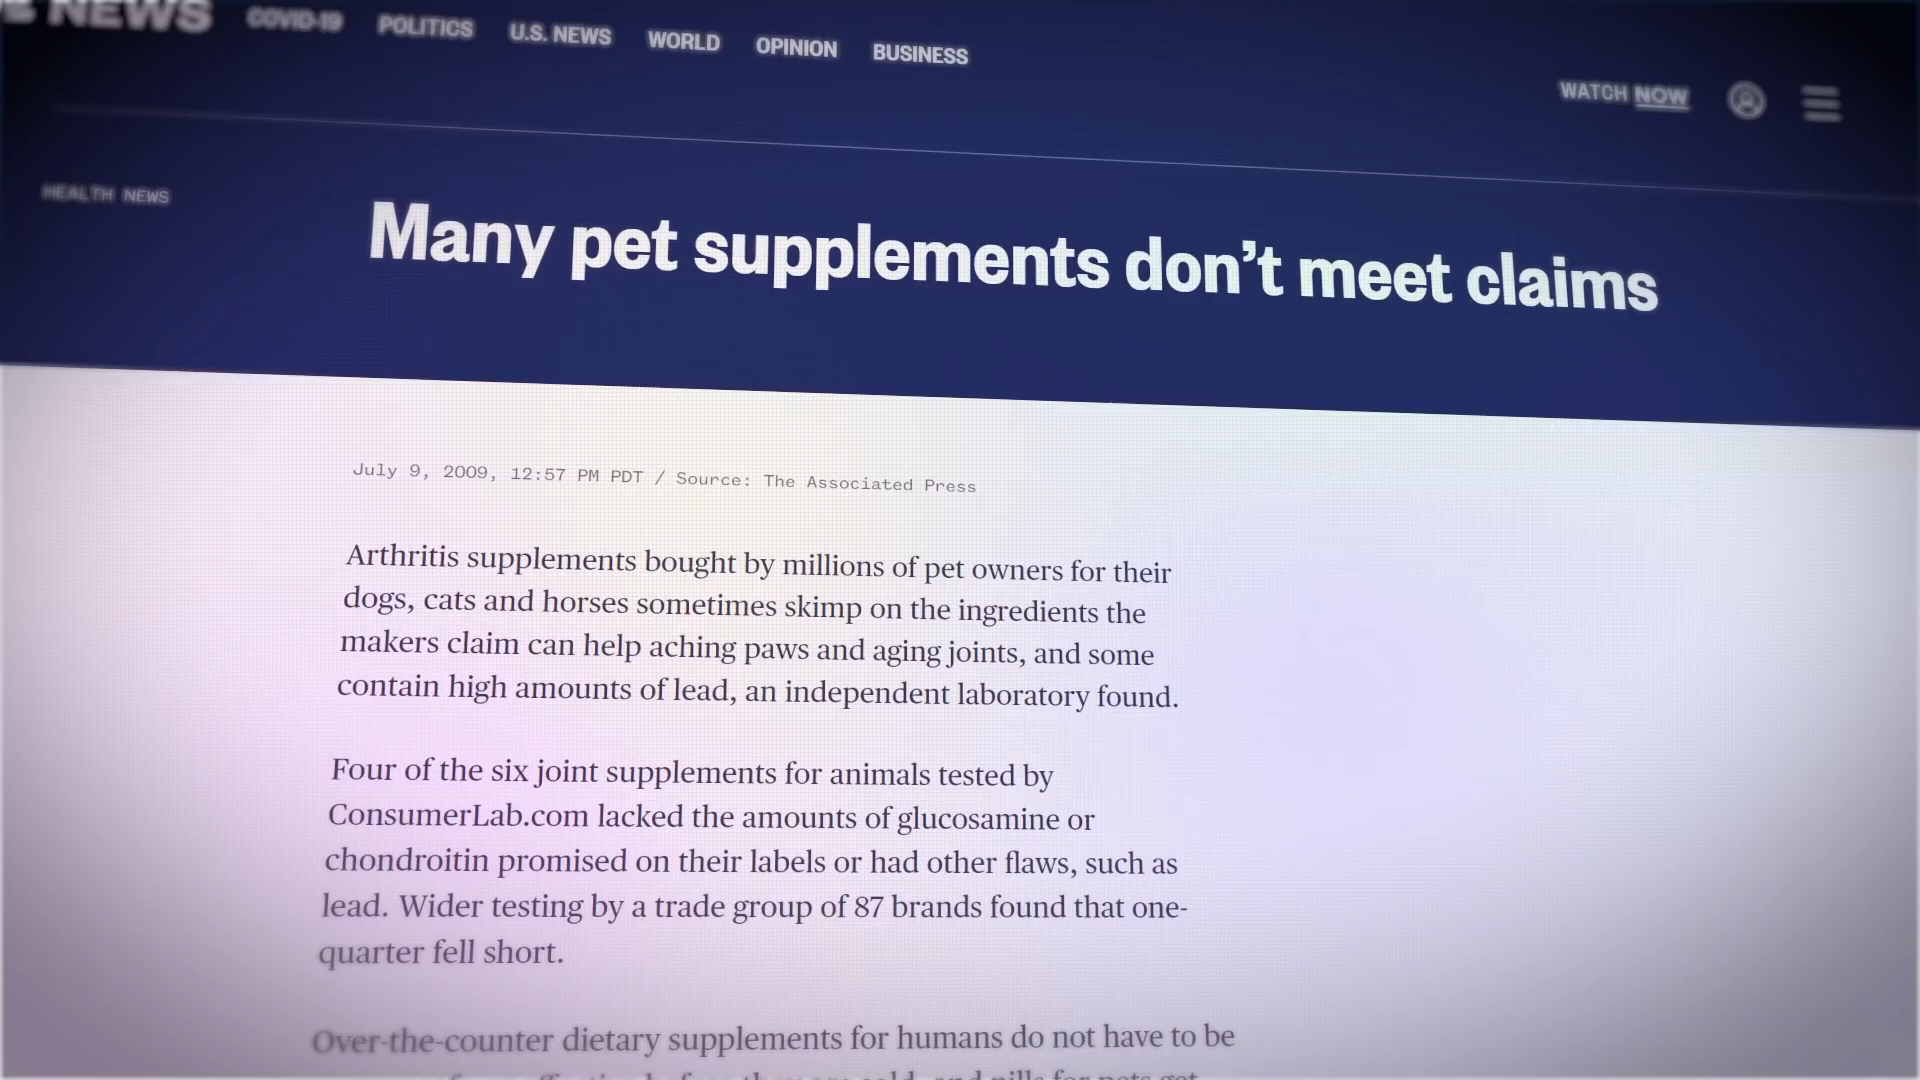 NEWS
COVID-19 POLITICS U.S. NEWS WORLD OPINION BUSINESS
WATCH NOW
HEALTH NEWS
Many pet supplements don’t meet claims
July 9, 2009, 12:57 PM PDT / Source: The Associated Press
Arthritis supplements bought by millions of pet owners for their
dogs, cats and horses sometimes skimp on the ingredients the
makers claim can help aching paws and aging joints, and some
contain high amounts of lead, an independent laboratory found.
Four of the six joint supplements for animals tested by
ConsumerLab.com lacked the amounts of glucosamine or
chondroitin promised on their labels or had other flaws, such as
lead. Wider testing by a trade group of 87 brands found that one-
quarter fell short.
Over-the-counter dietary supplements for humans do not have to be